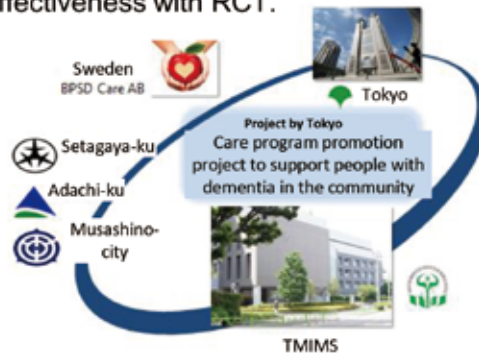 ffectiveness with RCT.
Sweden
BPSD Care AB
Tokyo
Project by Tokyo
Care program promotion
project to support people with
dementia in the community
Setagaya-ku
Adachi-ku
Musashino-
city
TMIMS